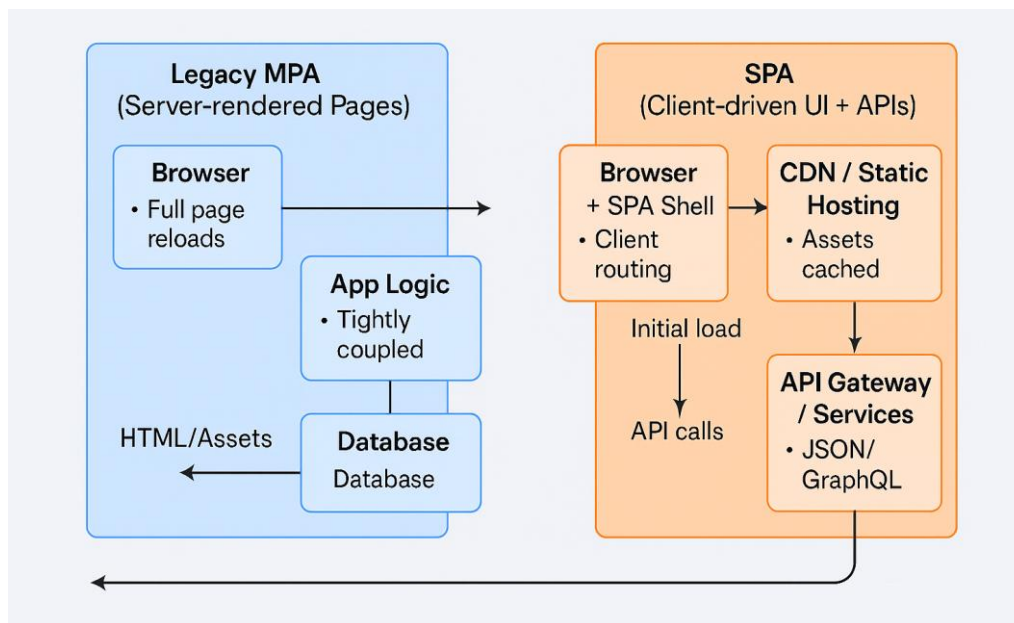 Legacy MPA
(Server-rendered Pages)
Browser
• Full page
reloads
App Logic
• Tightly
coupled
HTML/Assets
Database
Database
SPA
(Client-driven UI + APIs)
Browser
+ SPA Shell
• Client
routing
CDN / Static
Hosting
• Assets
cached
Initial load
API calls
API Gateway
/ Services
• JSON/
GraphQL